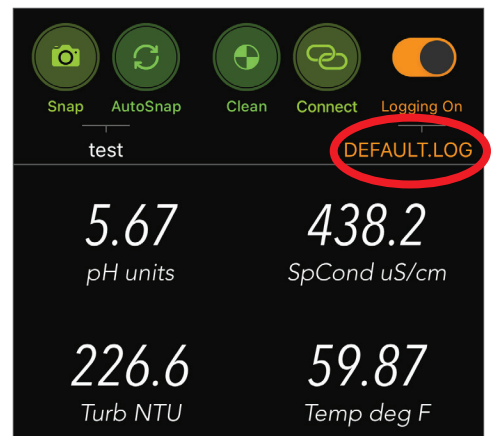 Snap AutoSnap Clean Connect Logging On
test DEFAULT.LOG
5.67 438.2
pH units SpCond uS/cm
226.6 59.87
Turb NTU Temp deg F